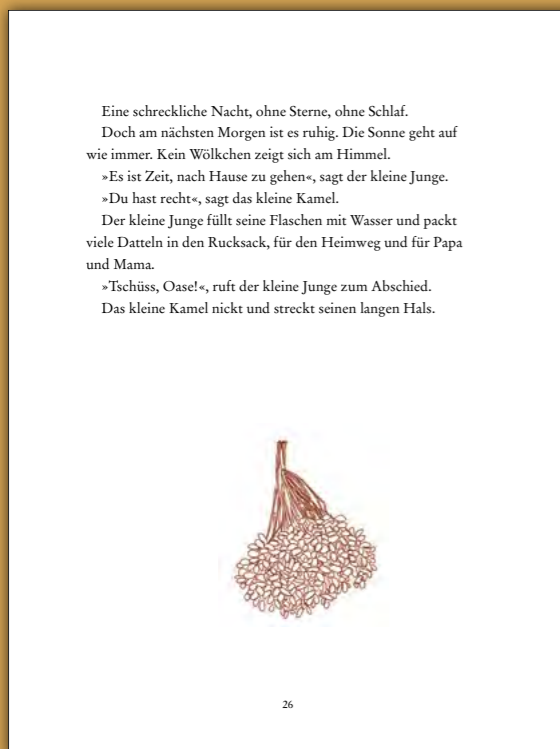 Eine schreckliche Nacht, ohne Sterne, ohne Schlaf.
Doch am nächsten Morgen ist es ruhig. Die Sonne geht auf
wie immer. Kein Wölkchen zeigt sich am Himmel.
»Es ist Zeit, nach Hause zu gehen«, sagt der kleine Junge.
»Du hast recht«, sagt das kleine Kamel.
Der kleine Junge füllt seine Flaschen mit Wasser und packt
viele Datteln in den Rucksack, für den Heimweg und für Papa
und Mama.
»Tschüss, Oase!«, ruft der kleine Junge zum Abschied.
Das kleine Kamel nickt und streckt seinen langen Hals.
26